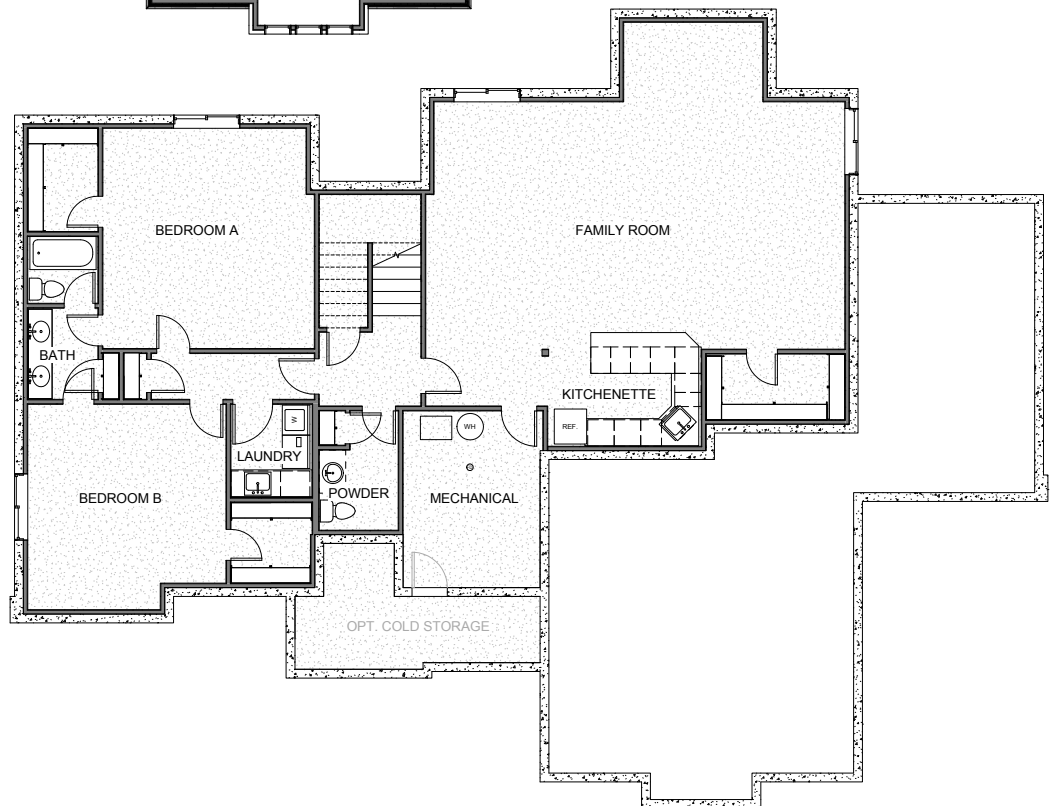 BEDROOM A
FAMILY ROOM
BATH
KITCHENETTE
REF.
W
WH
LAUNDRY
BEDROOM B
POWDER
MECHANICAL
OPT. COLD STORAGE